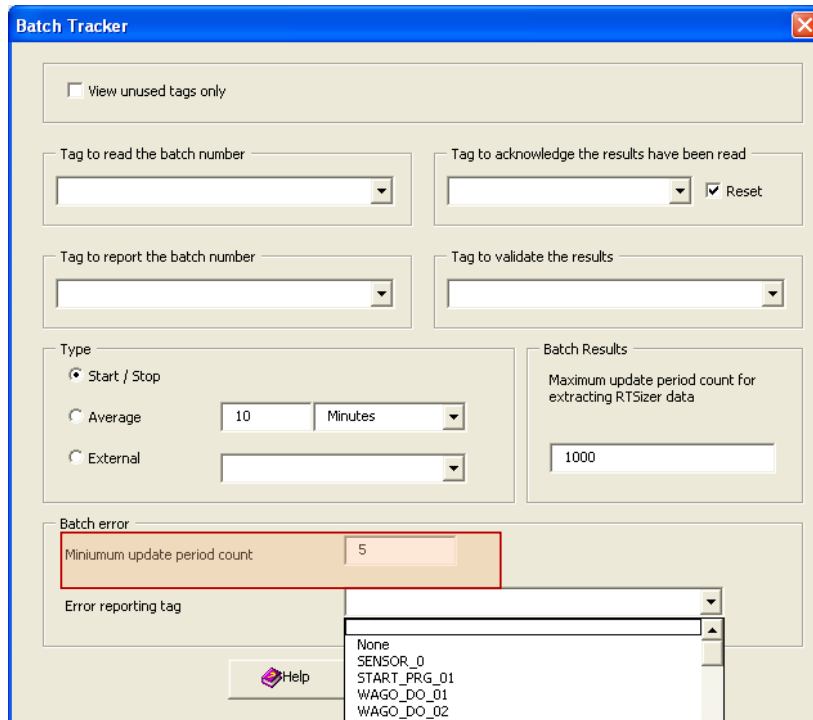 Batch Tracker
View unused tags only
Tag to read the batch number
Tag to acknowledge the results have been read
Reset
Tag to report the batch number
Tag to validate the results
Type
Start / Stop
Average
10
Minutes
External
Batch Results
Maximum update period count for
extracting RTSizer data
1000
Batch error
Miniumum update period count
5
Error reporting tag
None
SENSOR_0
START_PRG_01
WAGO_DO_01
WAGO_DO_02
Help